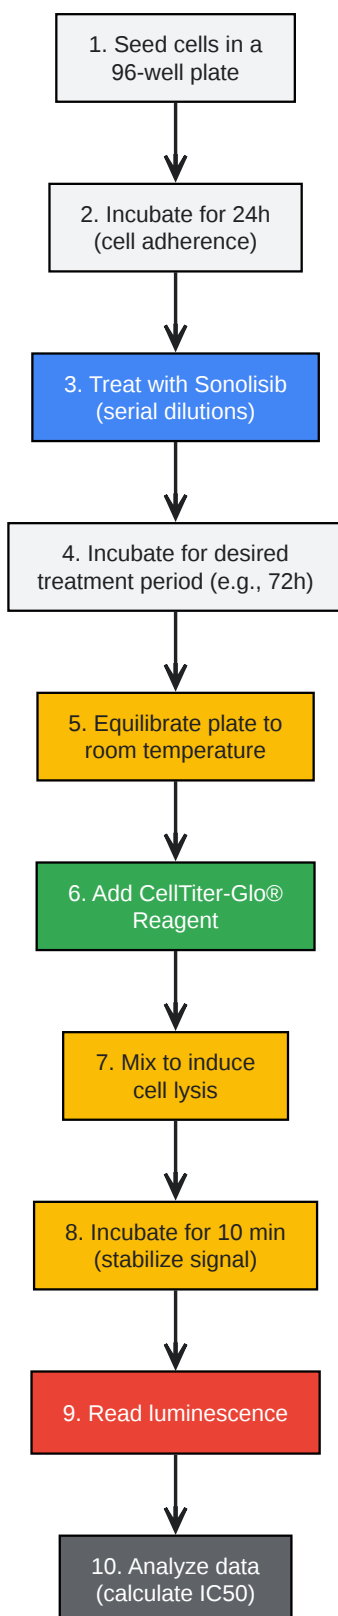 1. Seed cells in a
96-well plate
2. Incubate for 24h
(cell adherence)
3. Treat with Sonolisib
(serial dilutions)
4. Incubate for desired
treatment period (e.g., 72h)
5. Equilibrate plate to
room temperature
6. Add CellTiter-Glo®
Reagent
7. Mix to induce
cell lysis
8. Incubate for 10 min
(stabilize signal)
9. Read luminescence
10. Analyze data
(calculate IC50)